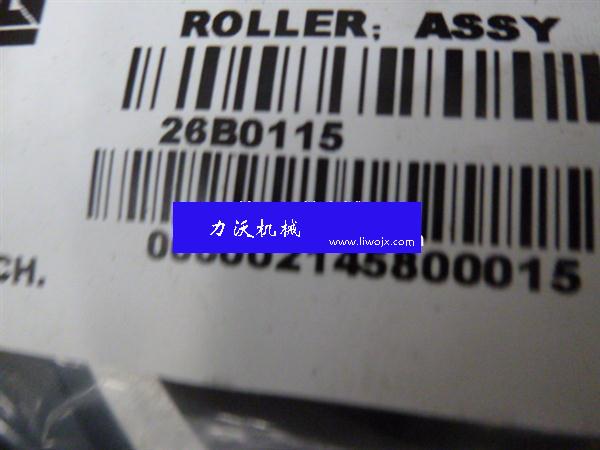 ROLLER; ASSY
26B0115
力沃机械
www.liwojx.com
CH.